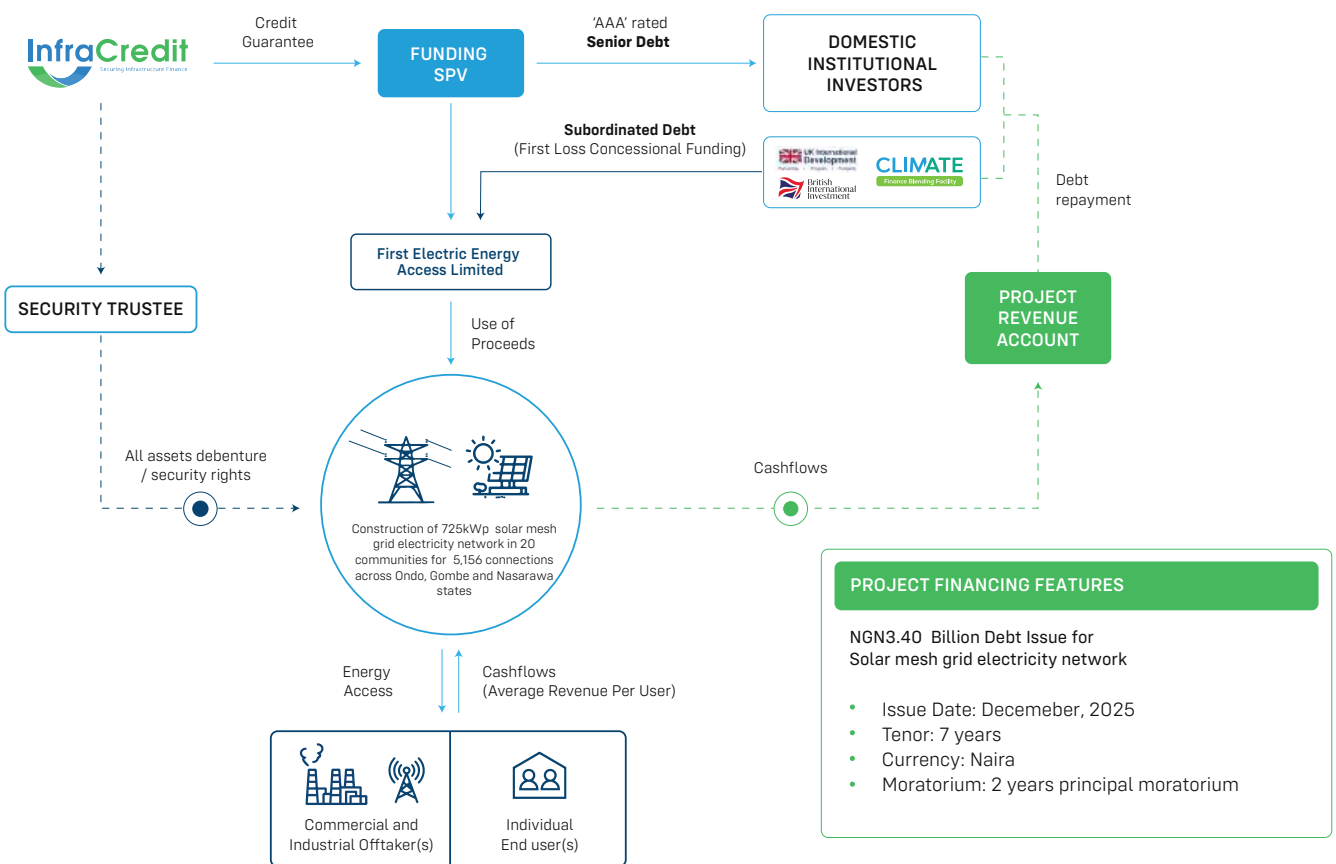 InfraCredit
Securing Infrastructure Finance
Credit
Guarantee
FUNDING
SPV
'AAA' rated
Senior Debt
DOMESTIC
INSTITUTIONAL
INVESTORS
Subordinated Debt
(First Loss Concessional Funding)
UK International
Development
British
International
Investment
CLIMATE
Finance Blending Facility
Debt
repayment
First Electric Energy
Access Limited
SECURITY TRUSTEE
PROJECT
REVENUE
ACCOUNT
Use of
Proceeds
All assets debenture
/ security rights
Cashflows
Construction of 725kWp solar mesh
grid electricity network in 20
communities for 5,156 connections
across Ondo, Gombe and Nasarawa
states
Energy
Access
Cashflows
(Average Revenue Per User)
Commercial and
Industrial Offtaker(s)
Individual
End user(s)
PROJECT FINANCING FEATURES
NGN3.40 Billion Debt Issue for
Solar mesh grid electricity network
• Issue Date: Decemeber, 2025
• Tenor: 7 years
• Currency: Naira
• Moratorium: 2 years principal moratorium